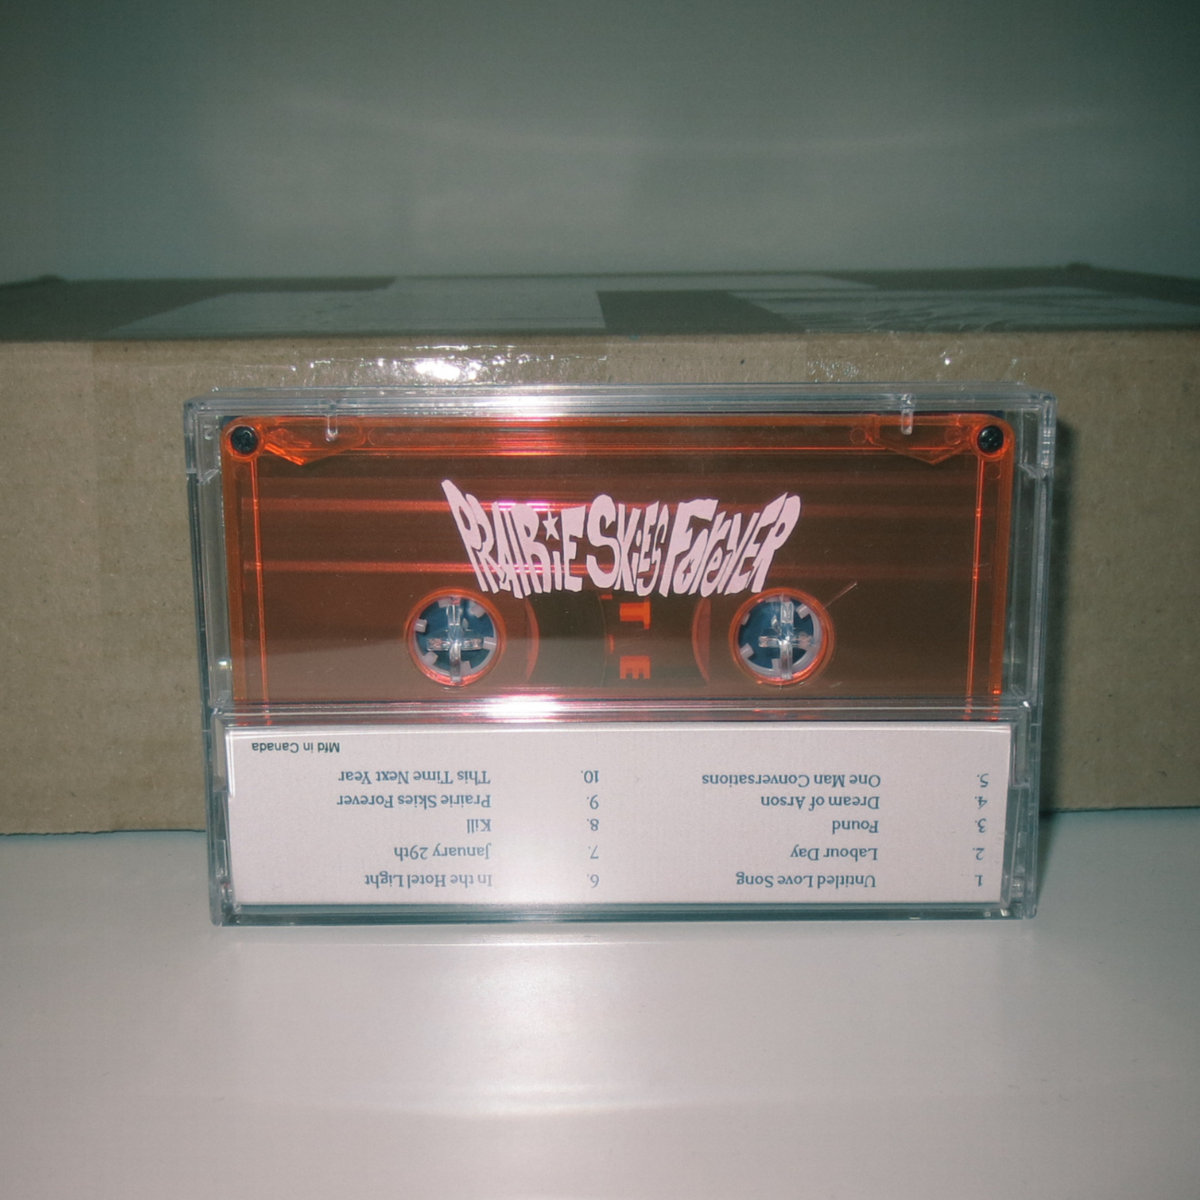 PRAIRiE SKiES FOREVER
1. Untitled Love Song
2. Labour Day
3. Found
4. Dream of Arson
5. One Man Conversations
6. In the Hotel Light
7. January 29th
8. Kill
9. Prairie Skies Forever
10. This Time Next Year
Mfd in Canada